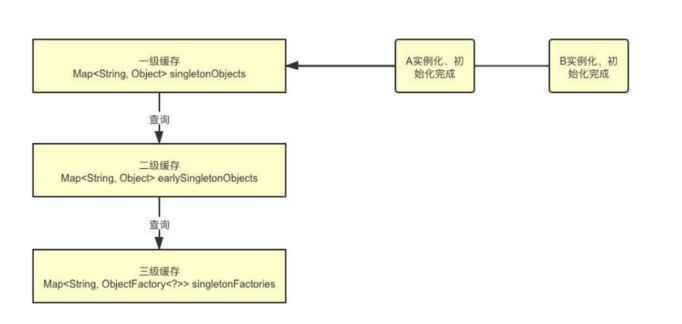 一级缓存
Map<String, Object> singletonObjects
A实例化、初
始化完成
B实例化、初
始化完成
查询
二级缓存
Map<String, Object> earlySingletonObjects
查询
三级缓存
Map<String, ObjectFactory<?>> singletonFactories